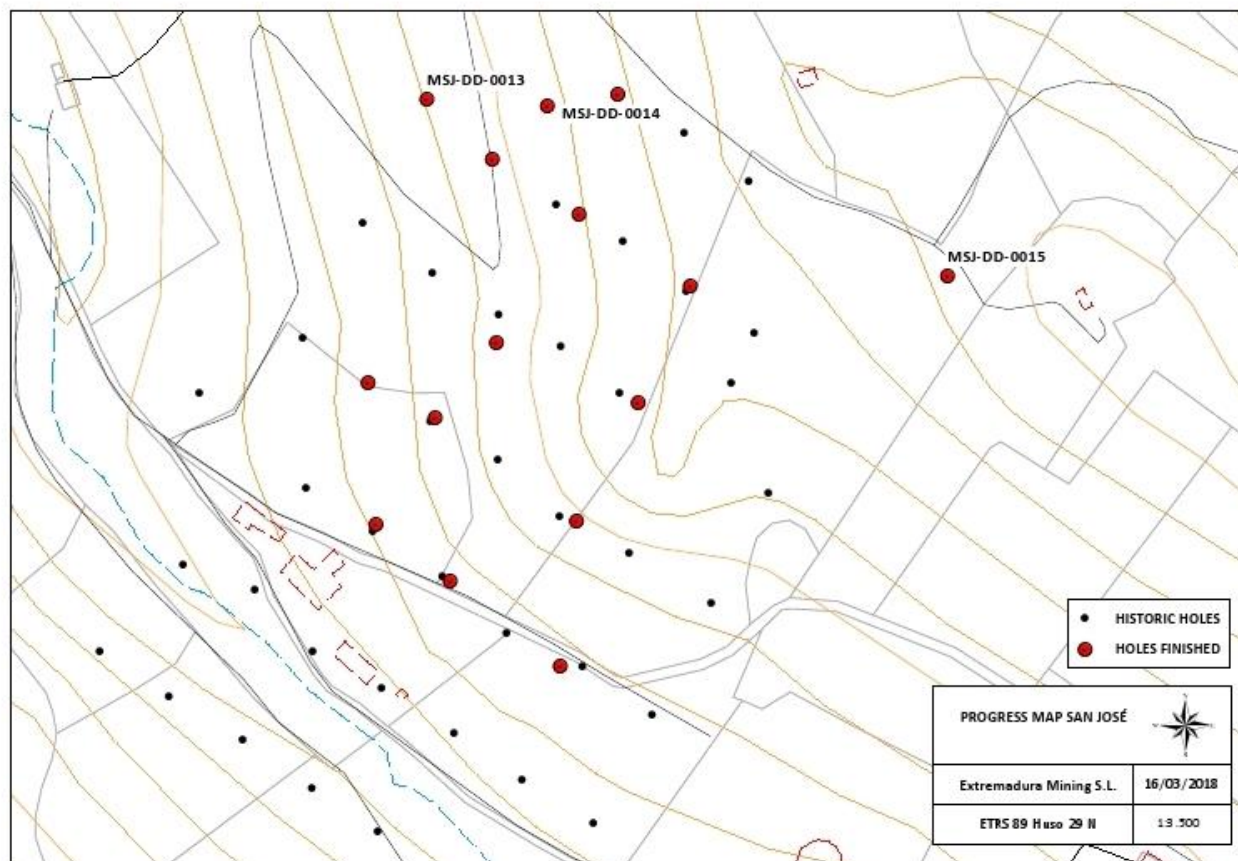 MSJ-DD-0013
MSJ-DD-0014
MSJ-DD-0015
HISTORIC HOLES
HOLES FINISHED
PROGRESS MAP SAN JOSÉ
Extremadura Mining S.L.
16/03/2018
ETRS 89 Huso 29 N
1:3.500